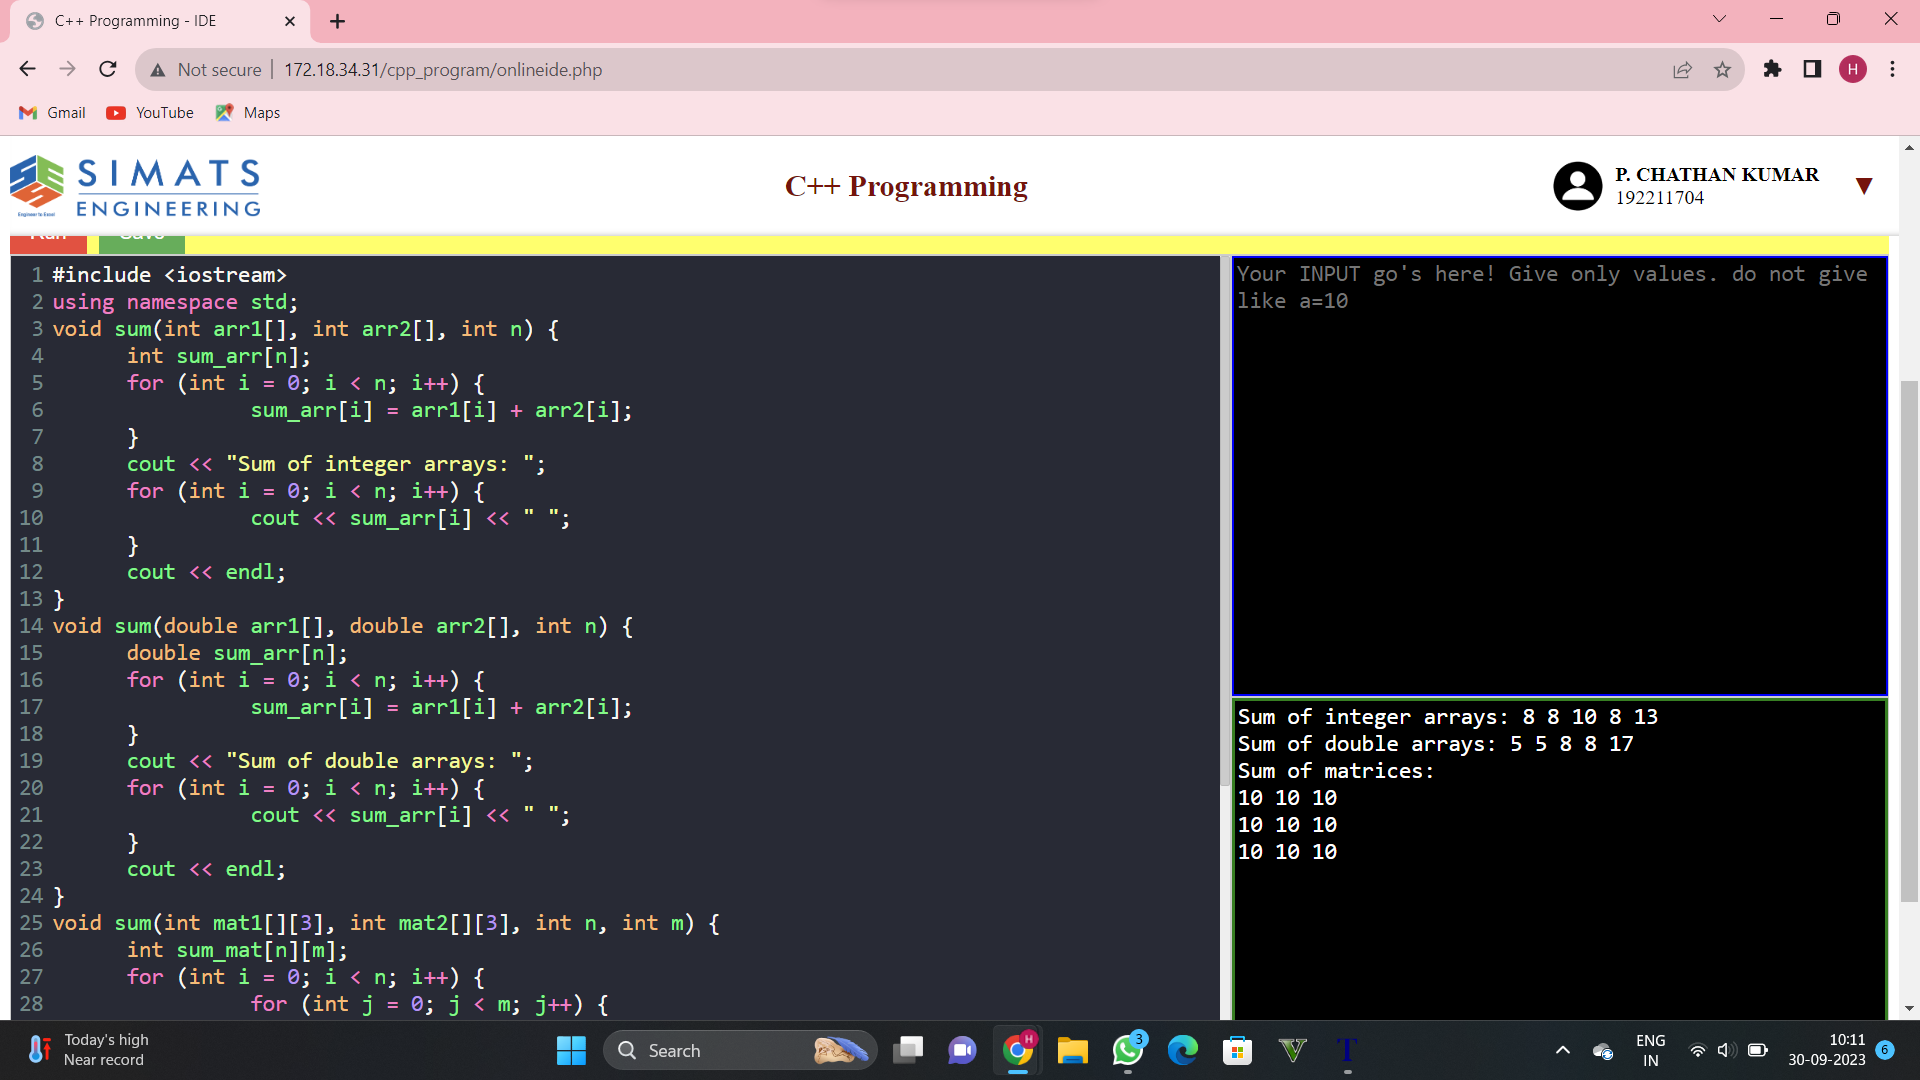 C++ Programming - IDE
Not secure
172.18.34.31/cpp_program/onlineide.php
H
Gmail
YouTube
Maps
SIMATS
ENGINEERING
Engineer to Excel
C++ Programming
P. CHATHAN KUMAR
192211704
Run
Save
1 #include <iostream>
2 using namespace std;
3 void sum(int arr1[], int arr2[], int n) {
4 int sum_arr[n];
5 for (int i = 0; i < n; i++) {
6 sum_arr[i] = arr1[i] + arr2[i];
7 }
8 cout << "Sum of integer arrays: ";
9 for (int i = 0; i < n; i++) {
10 cout << sum_arr[i] << " ";
11 }
12 cout << endl;
13 }
14 void sum(double arr1[], double arr2[], int n) {
15 double sum_arr[n];
16 for (int i = 0; i < n; i++) {
17 sum_arr[i] = arr1[i] + arr2[i];
18 }
19 cout << "Sum of double arrays: ";
20 for (int i = 0; i < n; i++) {
21 cout << sum_arr[i] << " ";
22 }
23 cout << endl;
24 }
25 void sum(int mat1[][3], int mat2[][3], int n, int m) {
26 int sum_mat[n][m];
27 for (int i = 0; i < n; i++) {
28 for (int j = 0; j < m; j++) {
Your INPUT go's here! Give only values. do not give
like a=10
Sum of integer arrays: 8 8 10 8 13
Sum of double arrays: 5 5 8 8 17
Sum of matrices:
10 10 10
10 10 10
10 10 10
Today's high
Near record
Search
H
3
V
T
ENG
IN
10:11
30-09-2023
6